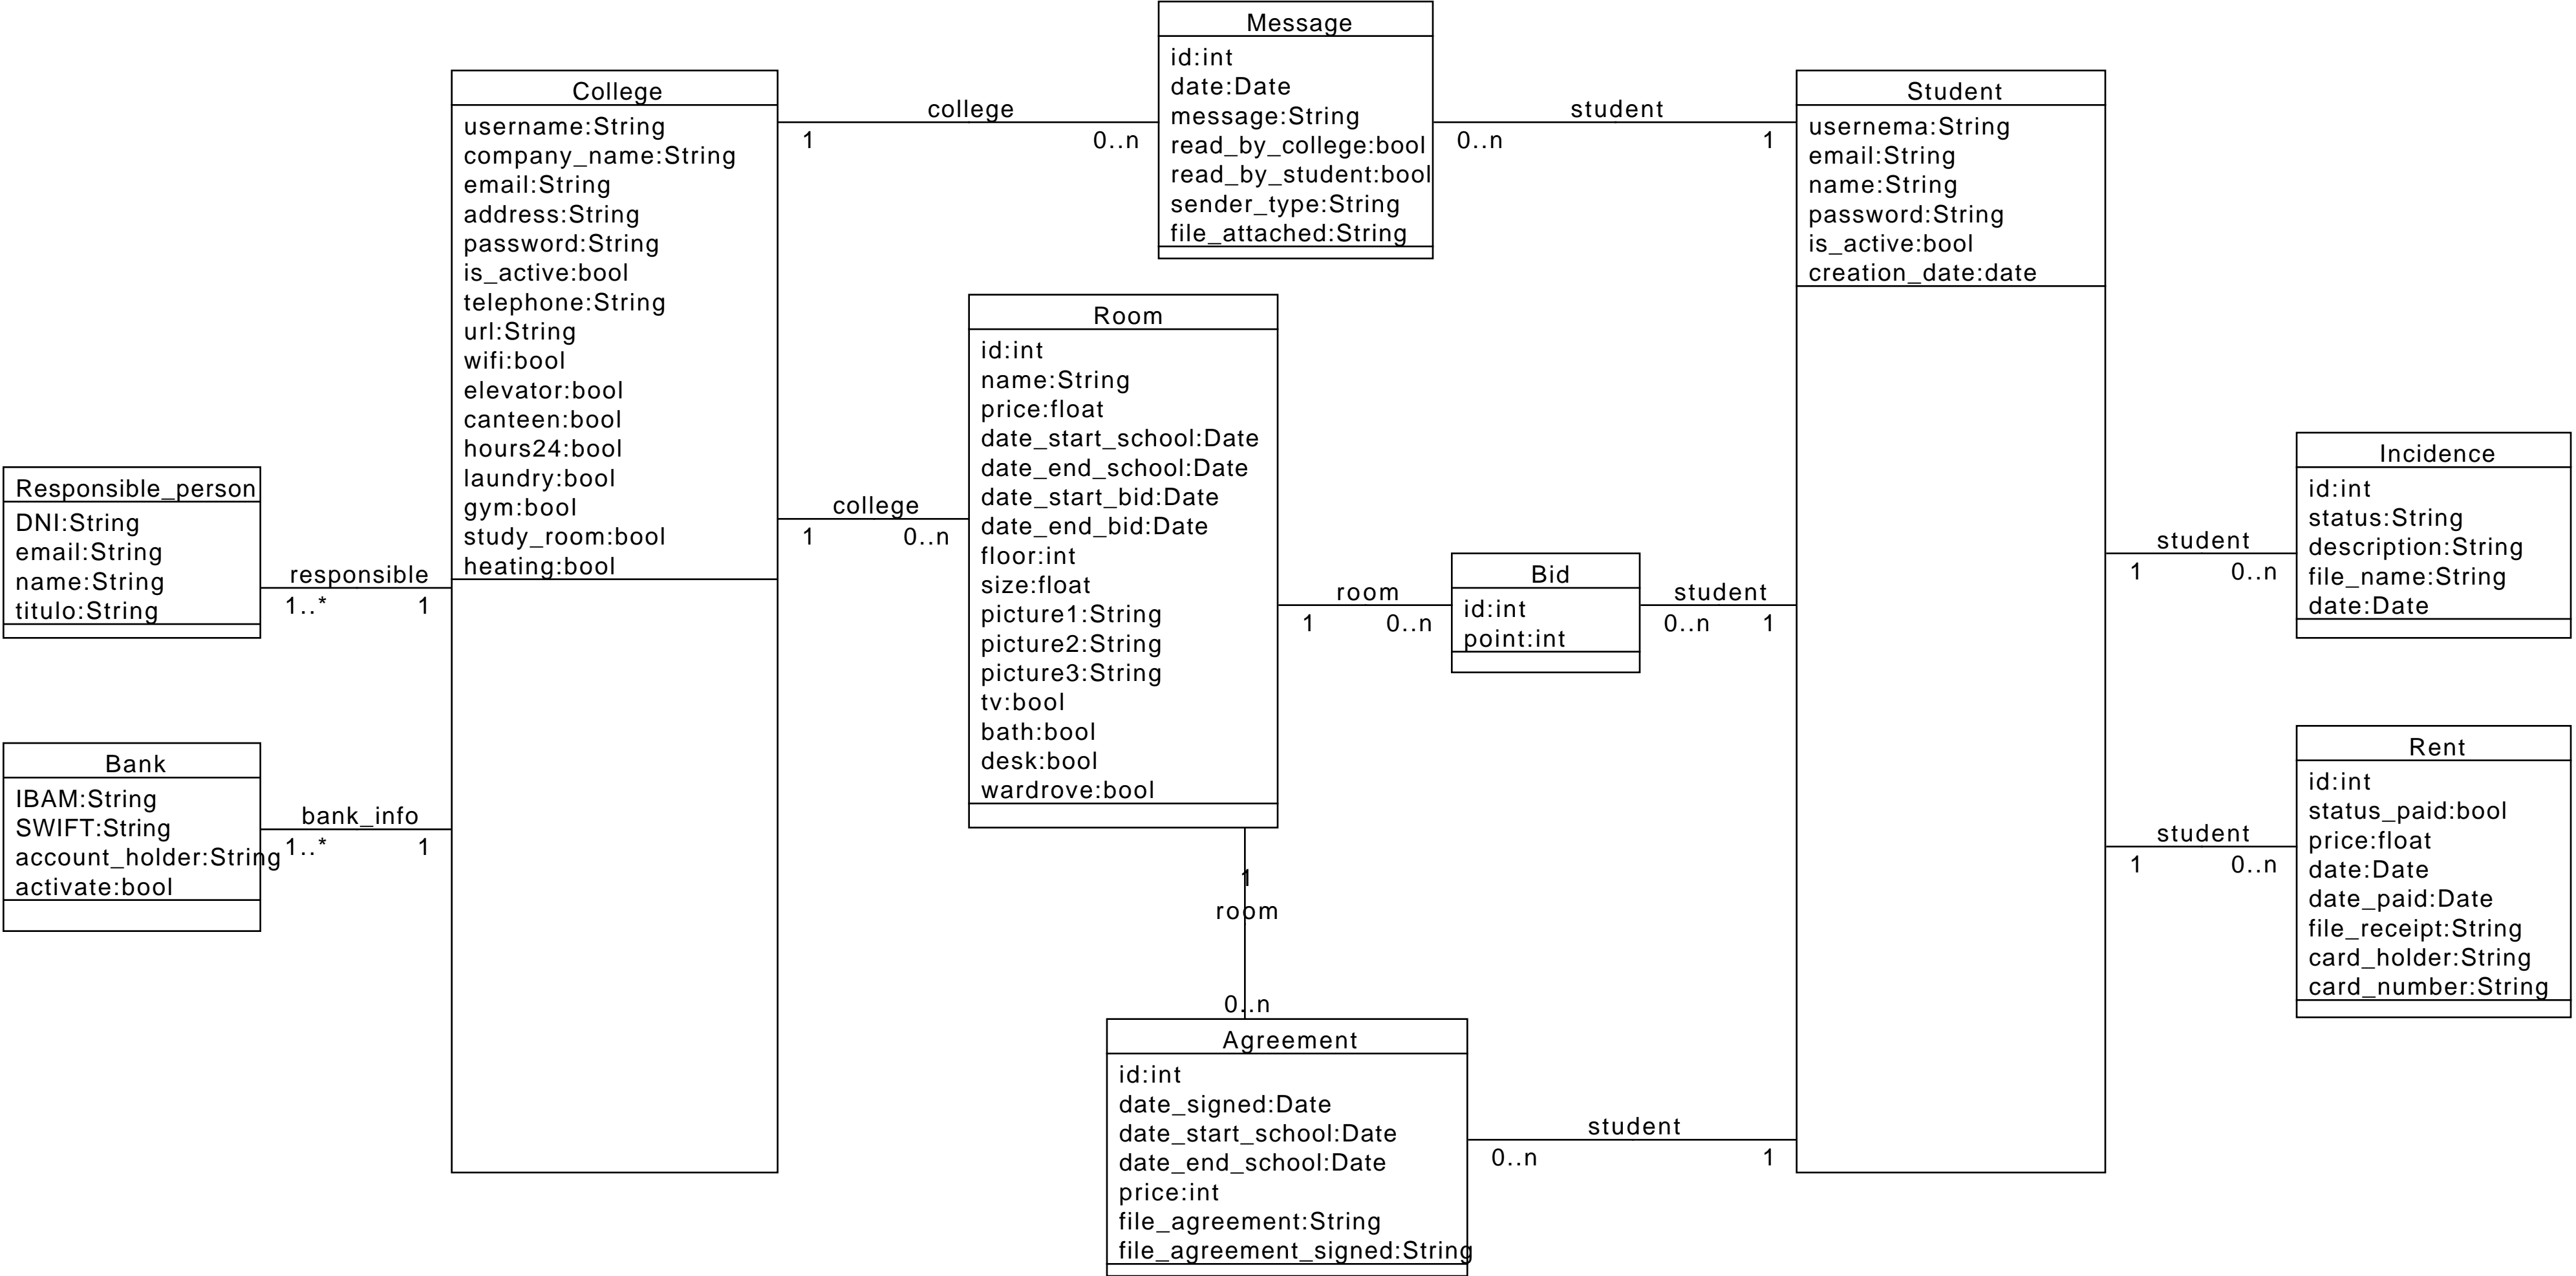 Message
id:int
date:Date
message:String
read_by_college:bool
read_by_student:bool
sender_type:String
file_attached:String
College
username:String
company_name:String
email:String
address:String
password:String
is_active:bool
telephone:String
url:String
wifi:bool
elevator:bool
canteen:bool
hours24:bool
laundry:bool
gym:bool
study_room:bool
heating:bool
college
1
0..n
student
0..n
1
Student
usernema:String
email:String
name:String
password:String
is_active:bool
creation_date:date
Room
id:int
name:String
price:float
date_start_school:Date
date_end_school:Date
date_start_bid:Date
date_end_bid:Date
floor:int
size:float
picture1:String
picture2:String
picture3:String
tv:bool
bath:bool
desk:bool
wardrove:bool
college
1
0..n
Responsible_person
DNI:String
email:String
name:String
titulo:String
responsible
1..*
1
Bid
id:int
point:int
room
1
0..n
student
0..n
1
Incidence
id:int
status:String
description:String
file_name:String
date:Date
student
1
0..n
Bank
IBAM:String
SWIFT:String
account_holder:String
activate:bool
bank_info
1..*
1
Rent
id:int
status_paid:bool
price:float
date:Date
date_paid:Date
file_receipt:String
card_holder:String
card_number:String
student
1
0..n
1
room
0..n
Agreement
id:int
date_signed:Date
date_start_school:Date
date_end_school:Date
price:int
file_agreement:String
file_agreement_signed:String
student
0..n
1